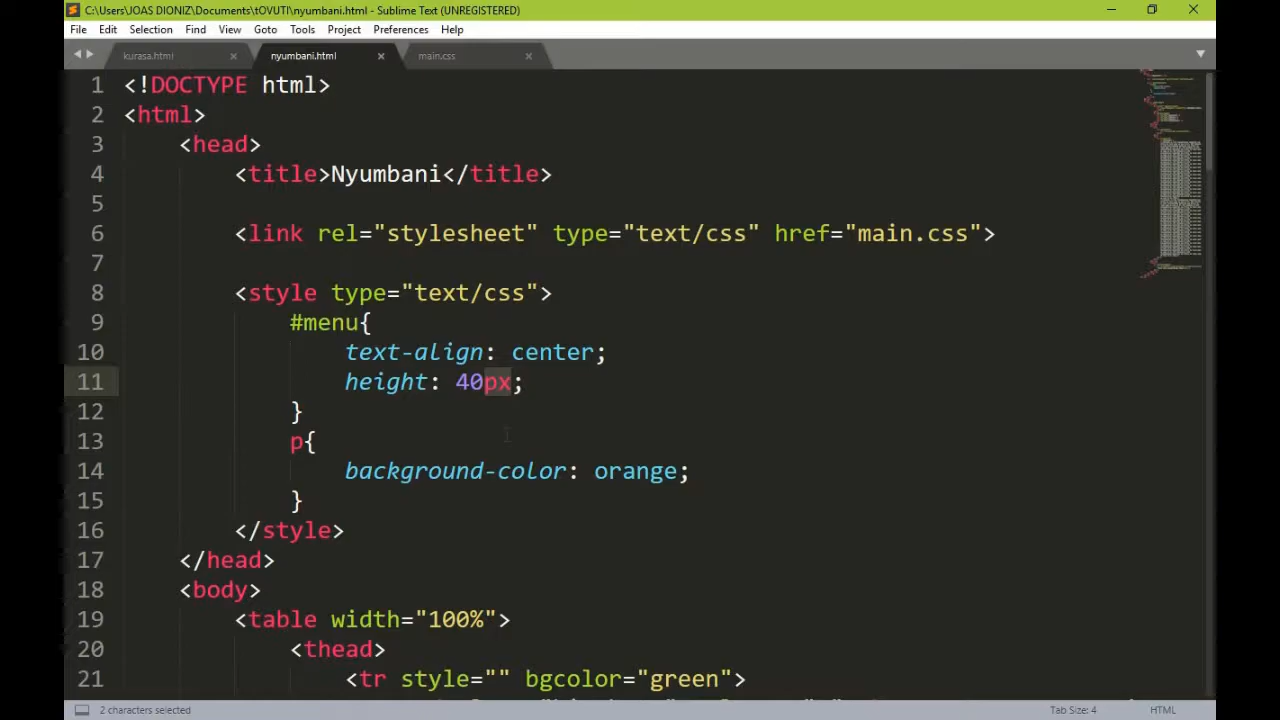 C:\Users\JOAS DIONIZ\Documents\tOVUTI\nyumbani.html - Sublime Text (UNREGISTERED)
File Edit Selection Find View Goto Tools Project Preferences Help
kurasa.html nyumbani.html main.css
1 <!DOCTYPE html>
2 <html>
3 <head>
4 <title>Nyumbani</title>
5
6 <link rel="stylesheet" type="text/css" href="main.css">
7
8 <style type="text/css">
9 #menu{
10 text-align: center;
11 height: 40px;
12 }
13 p{
14 background-color: orange;
15 }
16 </style>
17 </head>
18 <body>
19 <table width="100%">
20 <thead>
21 <tr style="" bgcolor="green">
2 characters selected Tab Size: 4 HTML